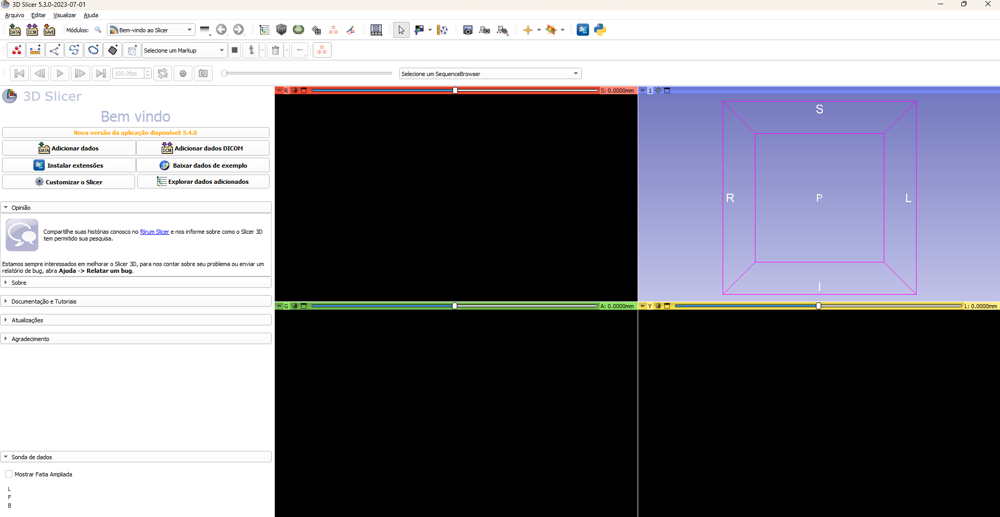 3D Slicer 5.3.0-2023-07-01
Arquivo Editar Visualizar Ajuda
DATA DCM SAVE Módulos: Bem-vindo ao Slicer
Selecione um Markup
100.0fps Selecione um SequenceBrowser
3D Slicer
Bem vindo
Nova versão da aplicação disponível: 5.4.0
DATA Adicionar dados DCM Adicionar dados DICOM
Instalar extensões Baixar dados de exemplo
Customizar o Slicer Explorar dados adicionados
Opinião
Compartilhe suas histórias conosco no fórum Slicer e nos informe sobre como o Slicer 3D
tem permitido sua pesquisa.
Estamos sempre interessados em melhorar o Slicer 3D, para nos contar sobre seu problema ou enviar um
relatório de bug, abra Ajuda -> Relatar um bug.
Sobre
Documentação e Tutoriais
Atualizações
Agradecimento
Sonda de dados
Mostrar Fatia Ampliada
L
F
B
R S: 0.0000mm
1
S
R P L
I
G A: 0.0000mm
Y L: 0.0000mm